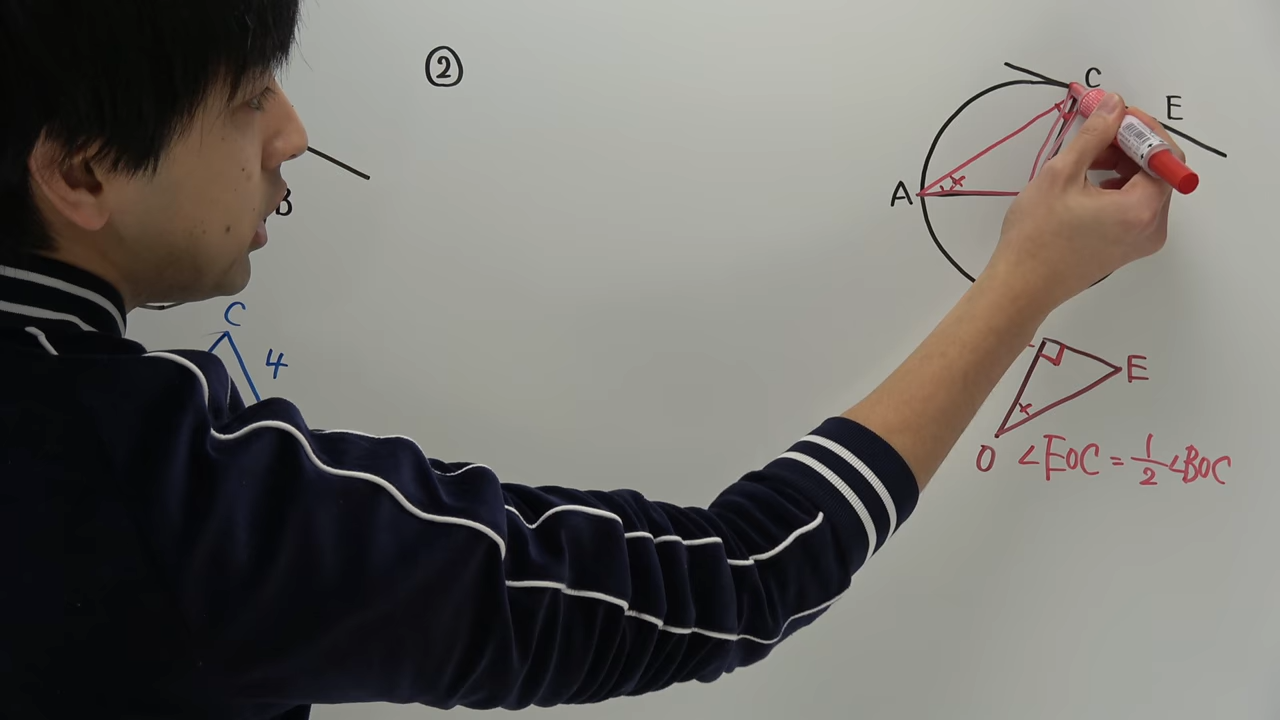 ②
C
E
A
×
B
C
4
E
×
O
∠EOC = 1/2 ∠BOC